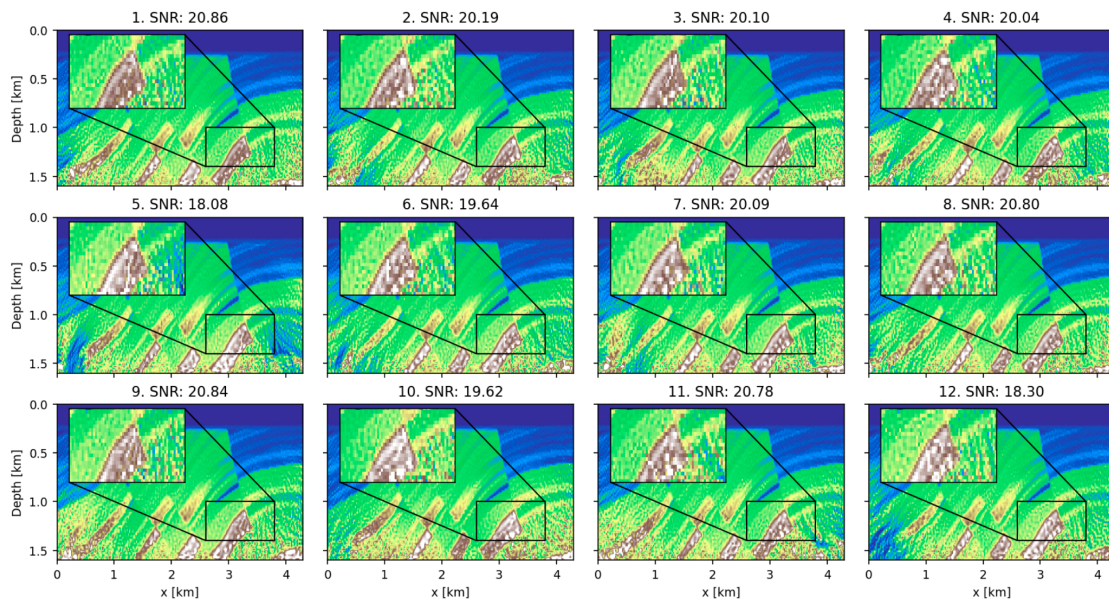 1. SNR: 20.86
2. SNR: 20.19
3. SNR: 20.10
4. SNR: 20.04
0.0
0.5
1.0
1.5
Depth [km]
5. SNR: 18.08
6. SNR: 19.64
7. SNR: 20.09
8. SNR: 20.80
0.0
0.5
1.0
1.5
Depth [km]
9. SNR: 20.84
10. SNR: 19.62
11. SNR: 20.78
12. SNR: 18.30
0.0
0.5
1.0
1.5
Depth [km]
0 1 2 3 4
0 1 2 3 4
0 1 2 3 4
0 1 2 3 4
x [km]
x [km]
x [km]
x [km]